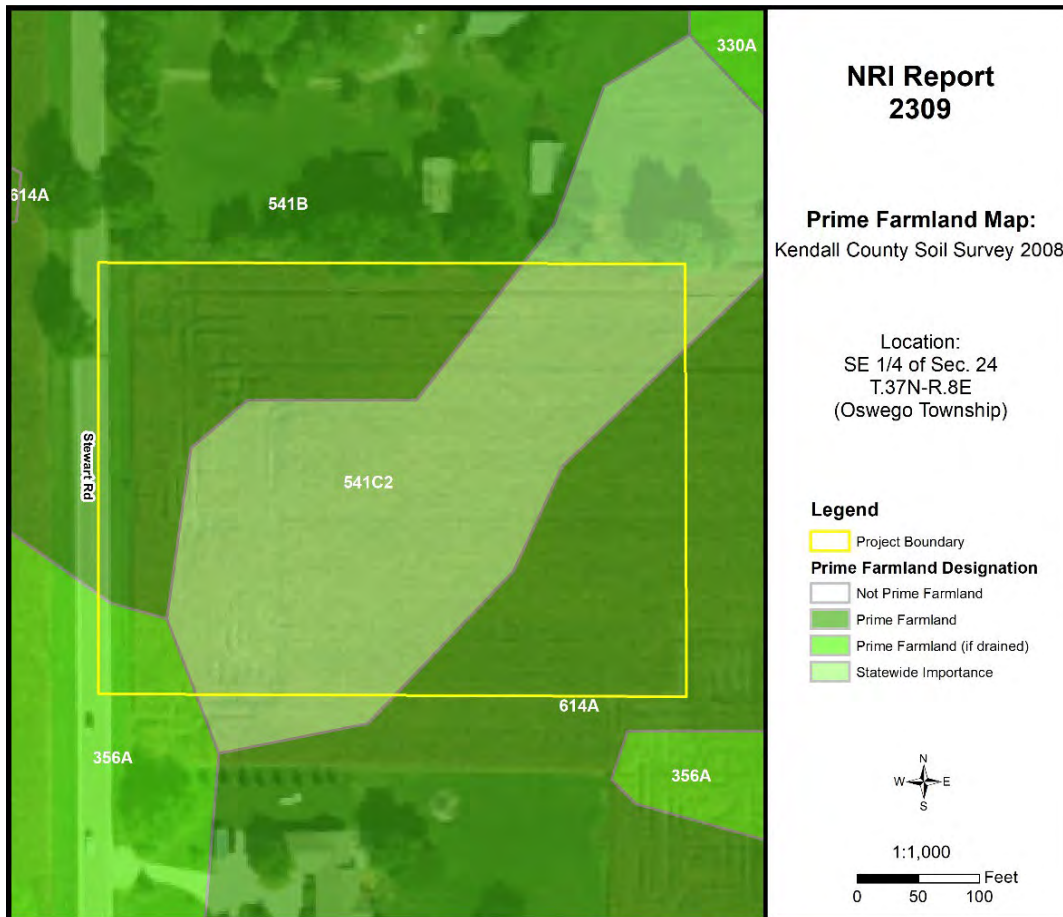 330A
614A
541B
Stewart Rd
541C2
614A
356A
356A
NRI Report
2309
Prime Farmland Map:
Kendall County Soil Survey 2008
Location:
SE 1/4 of Sec. 24
T.37N-R.8E
(Oswego Township)
Legend
Project Boundary
Prime Farmland Designation
Not Prime Farmland
Prime Farmland
Prime Farmland (if drained)
Statewide Importance
N
W E
S
1:1,000
Feet
0 50 100